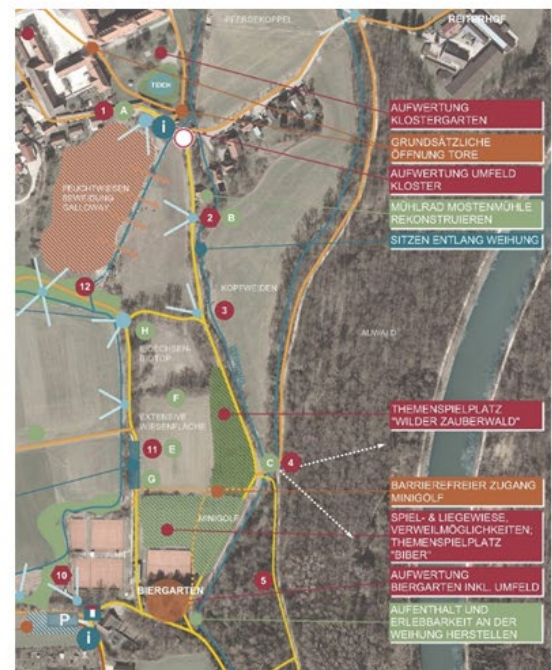 PFERDEKOPPEL
REITERHOF
TEICH
1
A
i
FEUCHTWIESEN
BEWEIDUNG
GALLOWAY
2
B
12
KOPFWEIDEN
3
AUWALD
H
EIDECHSEN-
BIOTOP
F
EXTENSIVE
WIESENFLÄCHE
11
E
G
C
4
MINIGOLF
10
5
BIERGARTEN
P
i
AUFWERTUNG
KLOSTERGARTEN
GRUNDSÄTZLICHE
ÖFFNUNG TORE
AUFWERTUNG UMFELD
KLOSTER
MÜHLRAD MOSTENMÜHLE
REKONSTRUIEREN
SITZEN ENTLANG WEIHUNG
THEMENSPIELPLATZ
"WILDER ZAUBERWALD"
BARRIEREFREIER ZUGANG
MINIGOLF
SPIEL- & LIEGEWIESE,
VERWEILMÖGLICHKEITEN;
THEMENSPIELPLATZ
"BIBER"
AUFWERTUNG
BIERGARTEN INKL. UMFELD
AUFENTHALT UND
ERLEBBARKEIT AN DER
WEIHUNG HERSTELLEN